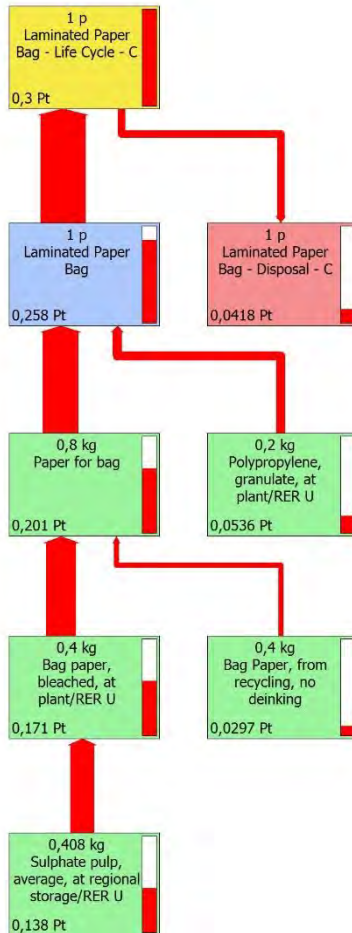 1 p
Laminated Paper
Bag - Life Cycle - C
0,3 Pt
1 p
Laminated Paper
Bag
0,258 Pt
1 p
Laminated Paper
Bag - Disposal - C
0,0418 Pt
0,8 kg
Paper for bag
0,201 Pt
0,2 kg
Polypropylene,
granulate, at
plant/RER U
0,0536 Pt
0,4 kg
Bag paper,
bleached, at
plant/RER U
0,171 Pt
0,4 kg
Bag Paper, from
recycling, no
deinking
0,0297 Pt
0,408 kg
Sulphate pulp,
average, at regional
storage/RER U
0,138 Pt